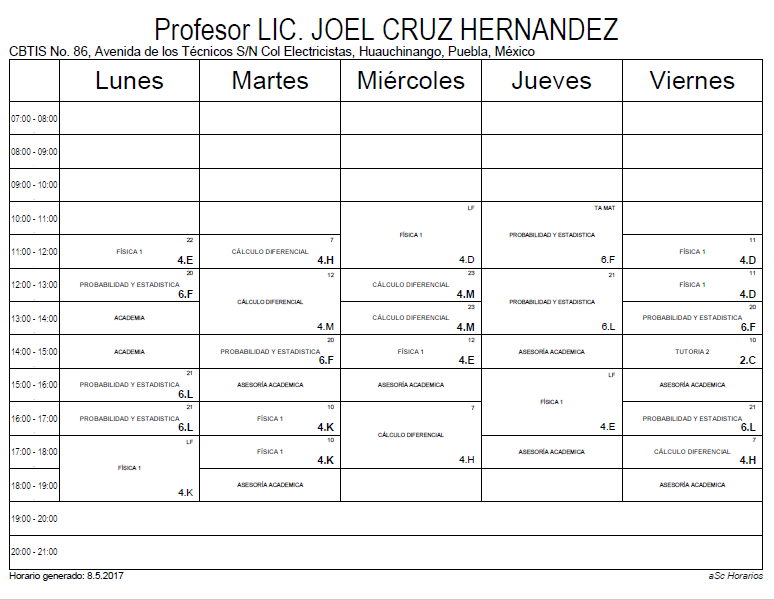 Profesor LIC. JOEL CRUZ HERNANDEZ
CBTIS No. 86, Avenida de los Técnicos S/N Col Electricistas, Huauchinango, Puebla, México
Lunes Martes Miércoles Jueves Viernes
07:00 - 08:00
08:00 - 09:00
09:00 - 10:00
LF TA MAT
10:00 - 11:00
FÍSICA 1 PROBABILIDAD Y ESTADISTICA
22 7 11
11:00 - 12:00 FÍSICA 1 CÁLCULO DIFERENCIAL FÍSICA 1
4.E 4.H 4.D 6.F 4.D
20 12 23 21 11
12:00 - 13:00 PROBABILIDAD Y ESTADISTICA CÁLCULO DIFERENCIAL FÍSICA 1
6.F 4.M 4.D
CÁLCULO DIFERENCIAL PROBABILIDAD Y ESTADISTICA
23 20
13:00 - 14:00 ACADEMIA CÁLCULO DIFERENCIAL PROBABILIDAD Y ESTADISTICA
4.M 4.M 6.L 6.F
20 12 10
14:00 - 15:00 ACADEMIA PROBABILIDAD Y ESTADISTICA FÍSICA 1 ASESORÍA ACADEMICA TUTORIA 2
6.F 4.E 2.C
21 LF
15:00 - 16:00 PROBABILIDAD Y ESTADISTICA ASESORÍA ACADEMICA ASESORÍA ACADEMICA ASESORÍA ACADEMICA
6.L
FÍSICA 1
21 10 7 21
16:00 - 17:00 PROBABILIDAD Y ESTADISTICA FÍSICA 1 PROBABILIDAD Y ESTADISTICA
6.L 4.K 4.E 6.L
CÁLCULO DIFERENCIAL
LF 10 7
17:00 - 18:00 FÍSICA 1 ASESORÍA ACADEMICA CÁLCULO DIFERENCIAL
4.K 4.H 4.H
FÍSICA 1
18:00 - 19:00 ASESORÍA ACADEMICA ASESORÍA ACADEMICA
4.K
19:00 - 20:00
20:00 - 21:00
Horario generado: 8.5.2017 aSc Horarios